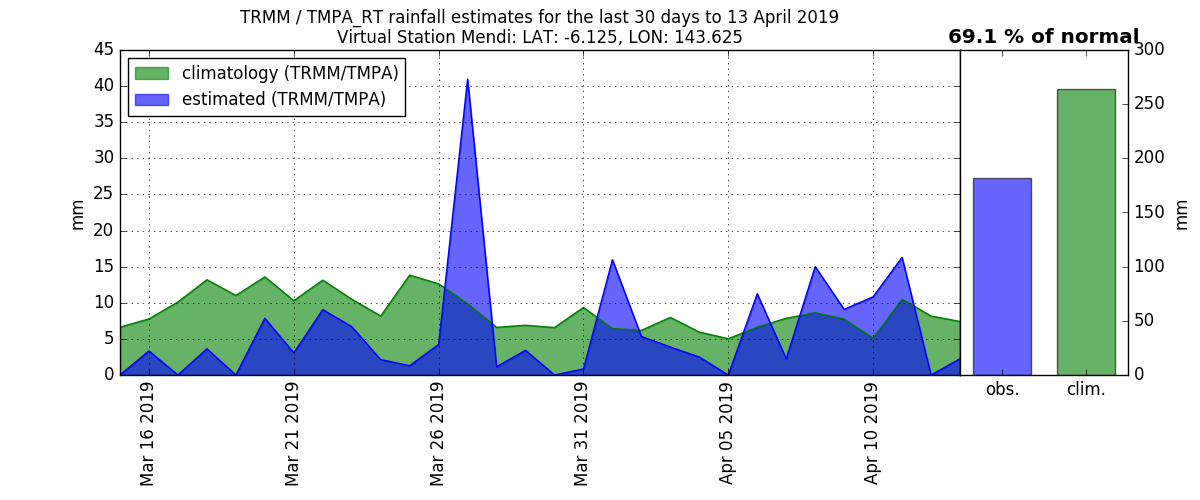 TRMM / TMPA_RT rainfall estimates for the last 30 days to 13 April 2019
Virtual Station Mendi: LAT: -6.125, LON: 143.625
69.1 % of normal
climatology (TRMM/TMPA)
estimated (TRMM/TMPA)
45
40
35
30
25
20
15
10
5
0
mm
Mar 16 2019
Mar 21 2019
Mar 26 2019
Mar 31 2019
Apr 05 2019
Apr 10 2019
300
250
200
150
100
50
0
mm
obs.
clim.